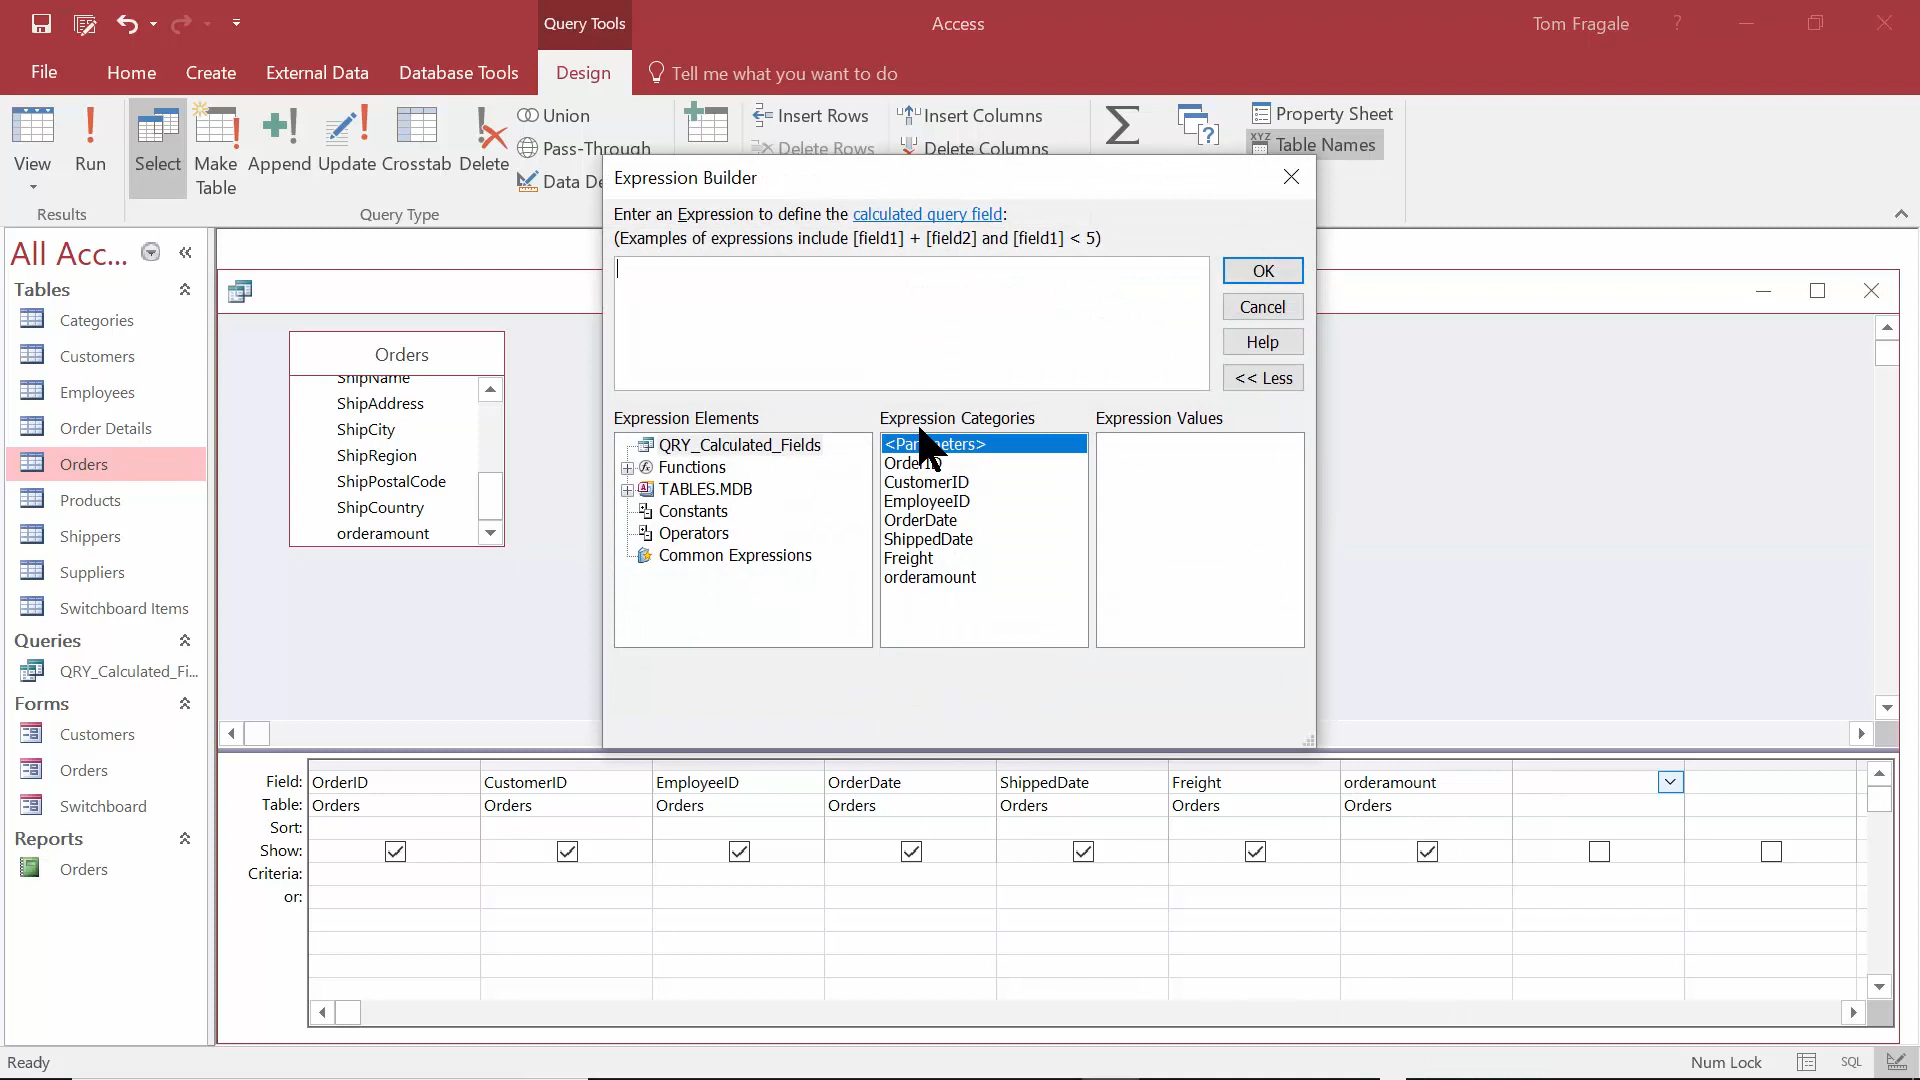 Query Tools
Access
Tom Fragale
?
File
Home
Create
External Data
Database Tools
Design
Tell me what you want to do
View
Run
Select
Make
Table
Append
Update
Crosstab
Delete
Union
Pass-Through
Data De
Insert Rows
Delete Rows
Insert Columns
Delete Columns
Property Sheet
XYZ
Table Names
Results
Query Type
All Acc...
Tables
Categories
Customers
Employees
Order Details
Orders
Products
Shippers
Suppliers
Switchboard Items
Queries
QRY_Calculated_Fi...
Forms
Customers
Orders
Switchboard
Reports
Orders
Orders
ShipName
ShipAddress
ShipCity
ShipRegion
ShipPostalCode
ShipCountry
orderamount
Expression Builder
Enter an Expression to define the calculated query field:
(Examples of expressions include [field1] + [field2] and [field1] < 5)
OK
Cancel
Help
<< Less
Expression Elements
QRY_Calculated_Fields
Functions
TABLES.MDB
Constants
Operators
Common Expressions
Expression Categories
<Parameters>
OrderID
CustomerID
EmployeeID
OrderDate
ShippedDate
Freight
orderamount
Expression Values
Field: OrderID CustomerID EmployeeID OrderDate ShippedDate Freight orderamount
Table: Orders Orders Orders Orders Orders Orders Orders
Sort:
Show:
Criteria:
or:
Ready
Num Lock
SQL